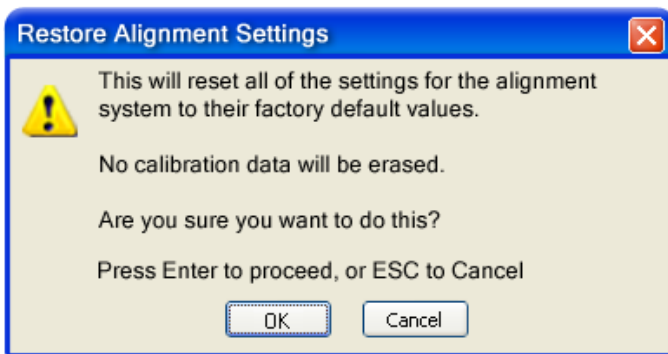 Restore Alignment Settings
This will reset all of the settings for the alignment
system to their factory default values.
No calibration data will be erased.
Are you sure you want to do this?
Press Enter to proceed, or ESC to Cancel
OK
Cancel